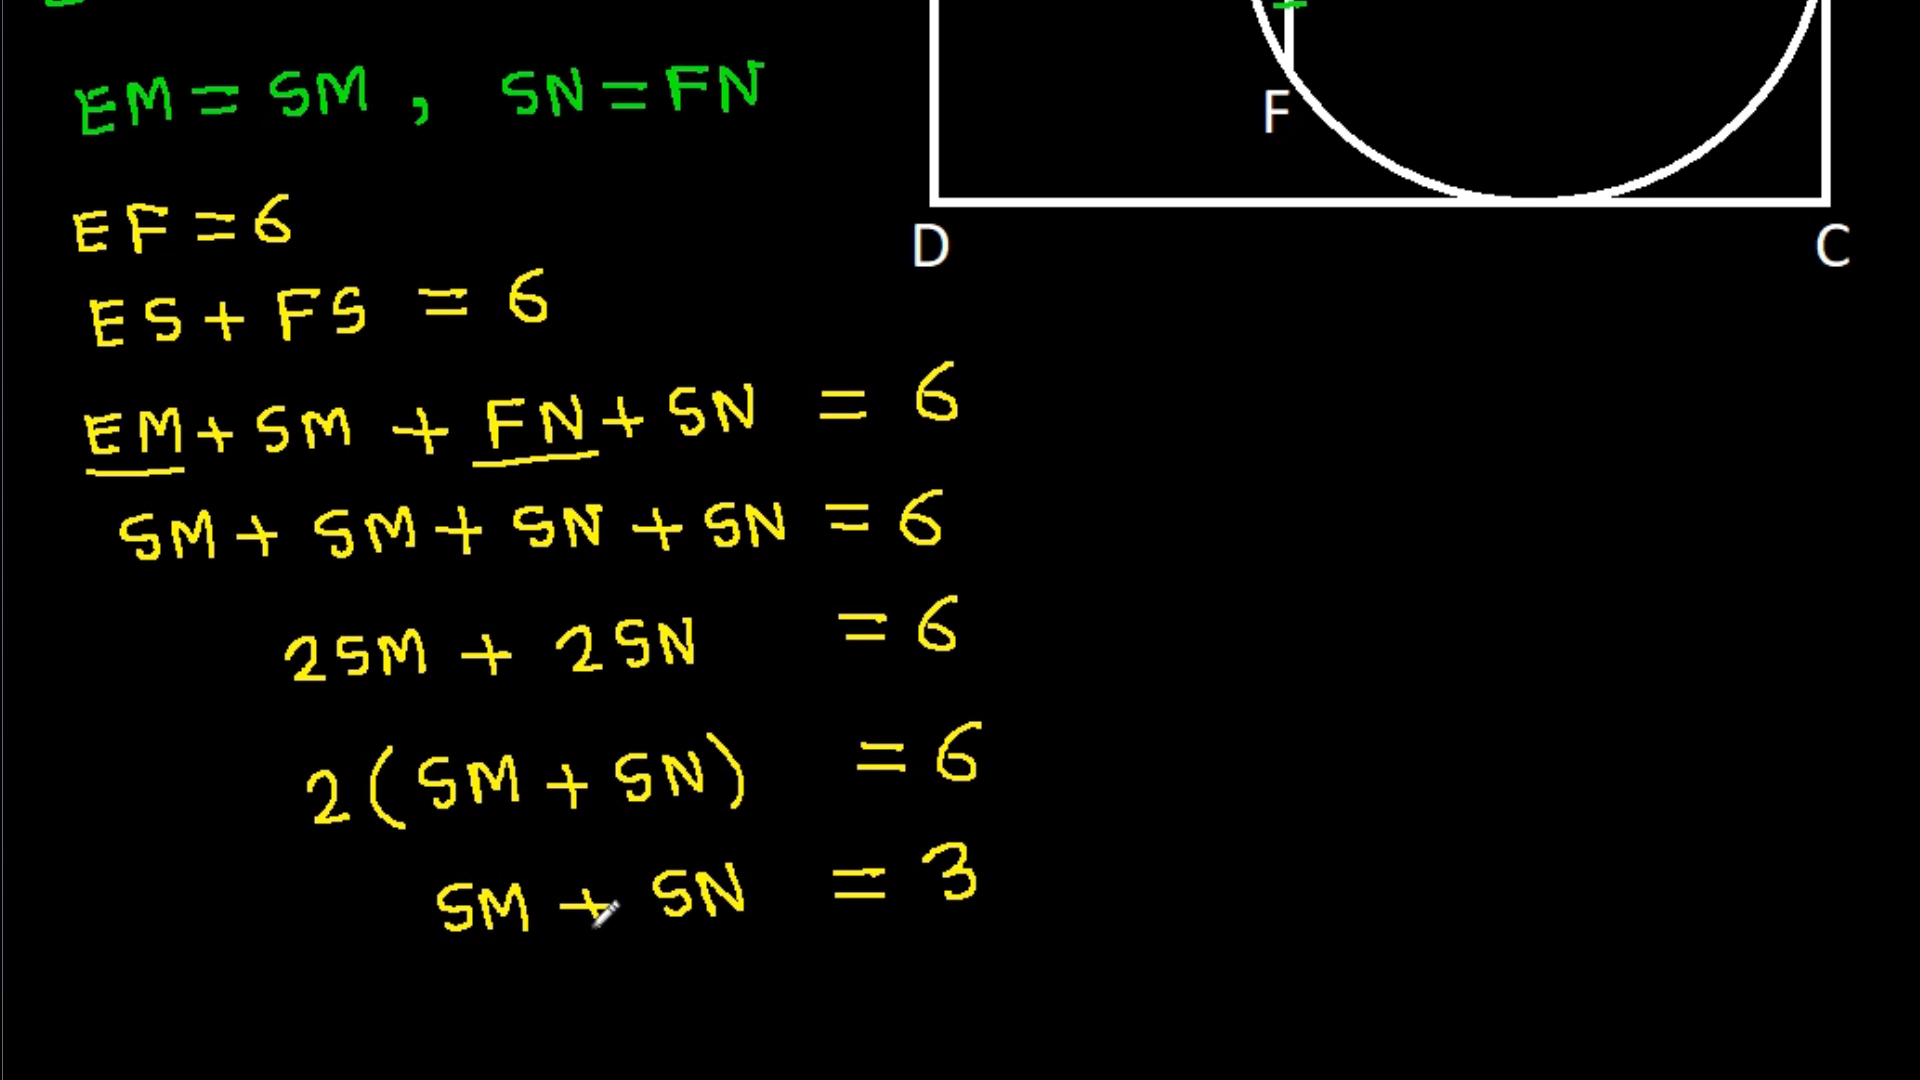 EM = SM , SN = FN
F
EF = 6
D C
ES + FS = 6
EM + SM + FN + SN = 6
SM + SM + SN + SN = 6
2SM + 2SN = 6
2(SM + SN) = 6
SM + SN = 3